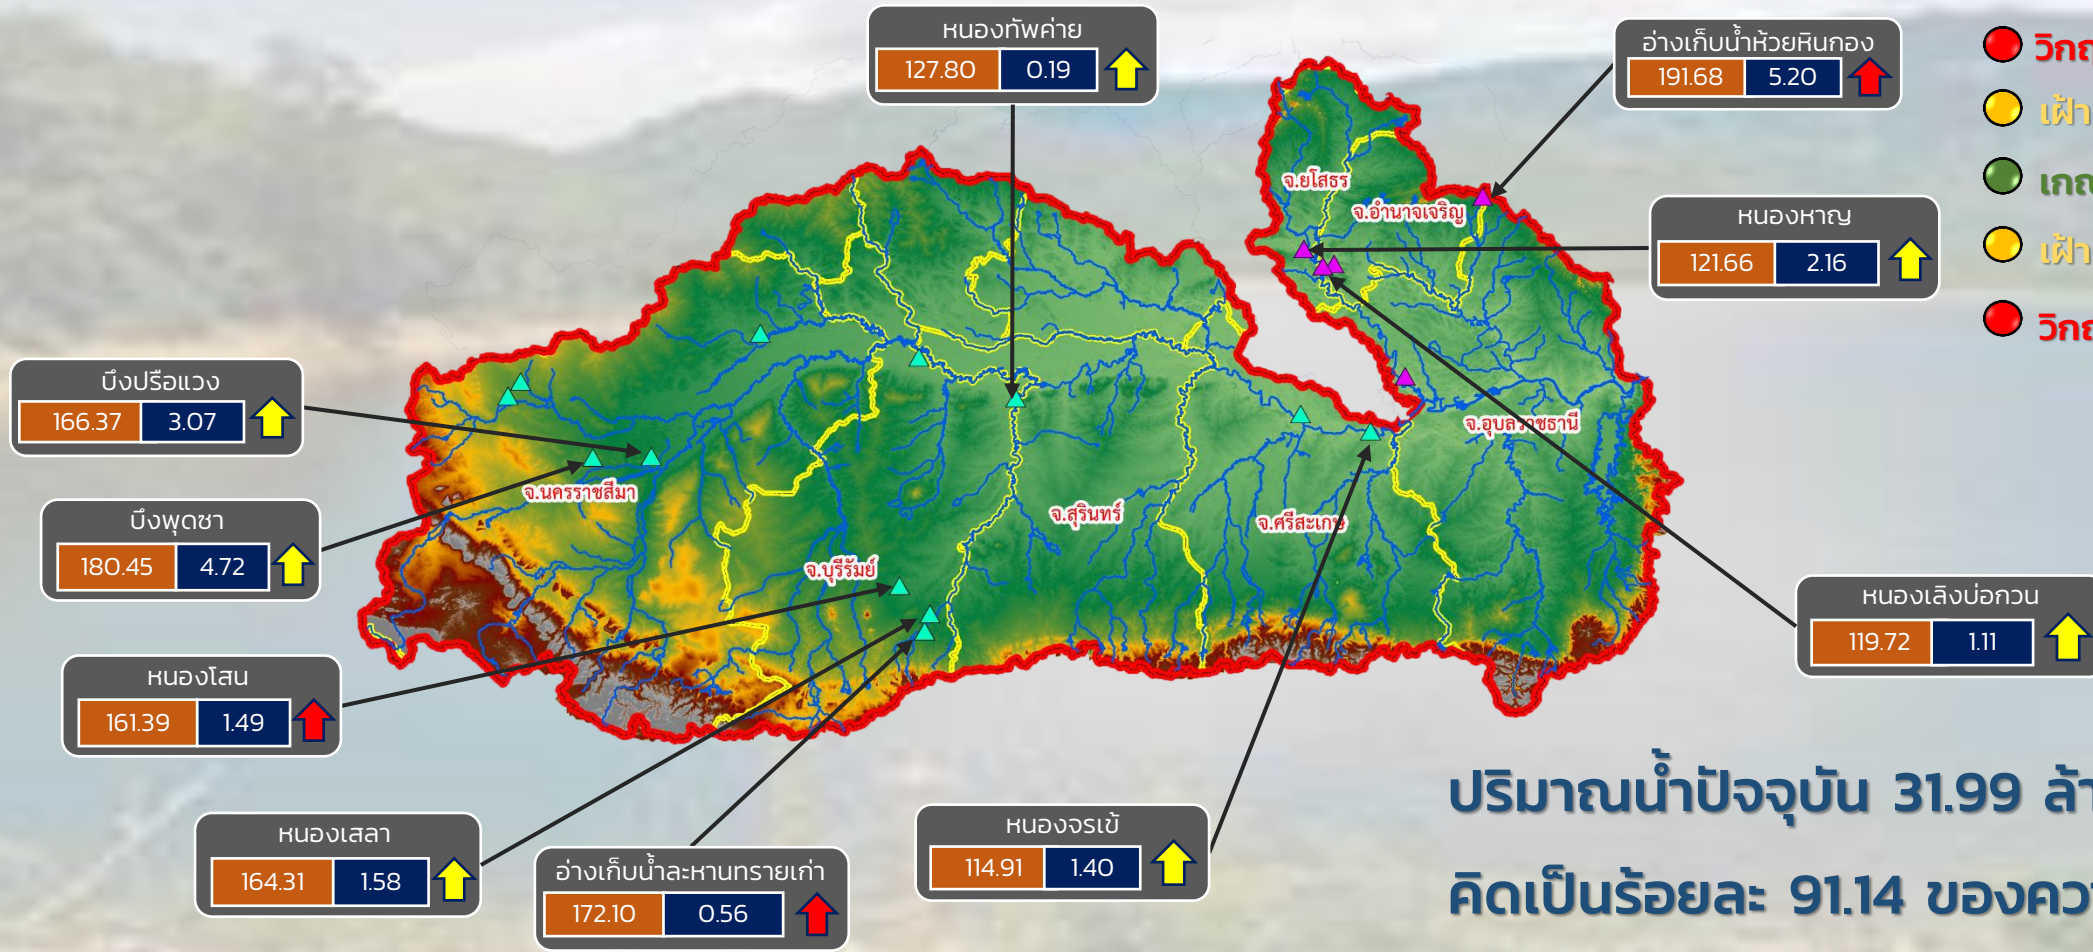 หนองทัพค่าย
127.80 0.19
อ่างเก็บน้ำห้วยหินกอง
191.68 5.20
หนองหาญ
121.66 2.16
บึงปรือแวง
166.37 3.07
บึงพุดซา
180.45 4.72
หนองโสน
161.39 1.49
หนองเสลา
164.31 1.58
อ่างเก็บน้ำละหานทรายเก่า
172.10 0.56
หนองจรเข้
114.91 1.40
หนองเลิงบ่อกวน
119.72 1.11
จ.ยโสธร
จ.อำนาจเจริญ
จ.อุบลราชธานี
จ.นครราชสีมา
จ.สุรินทร์
จ.ศรีสะเกษ
จ.บุรีรัมย์
เฝ้า
เฝ้า
ปริมาณน้ำปัจจุบัน 31.99
คิดเป็นร้อยละ 91.14 ของ